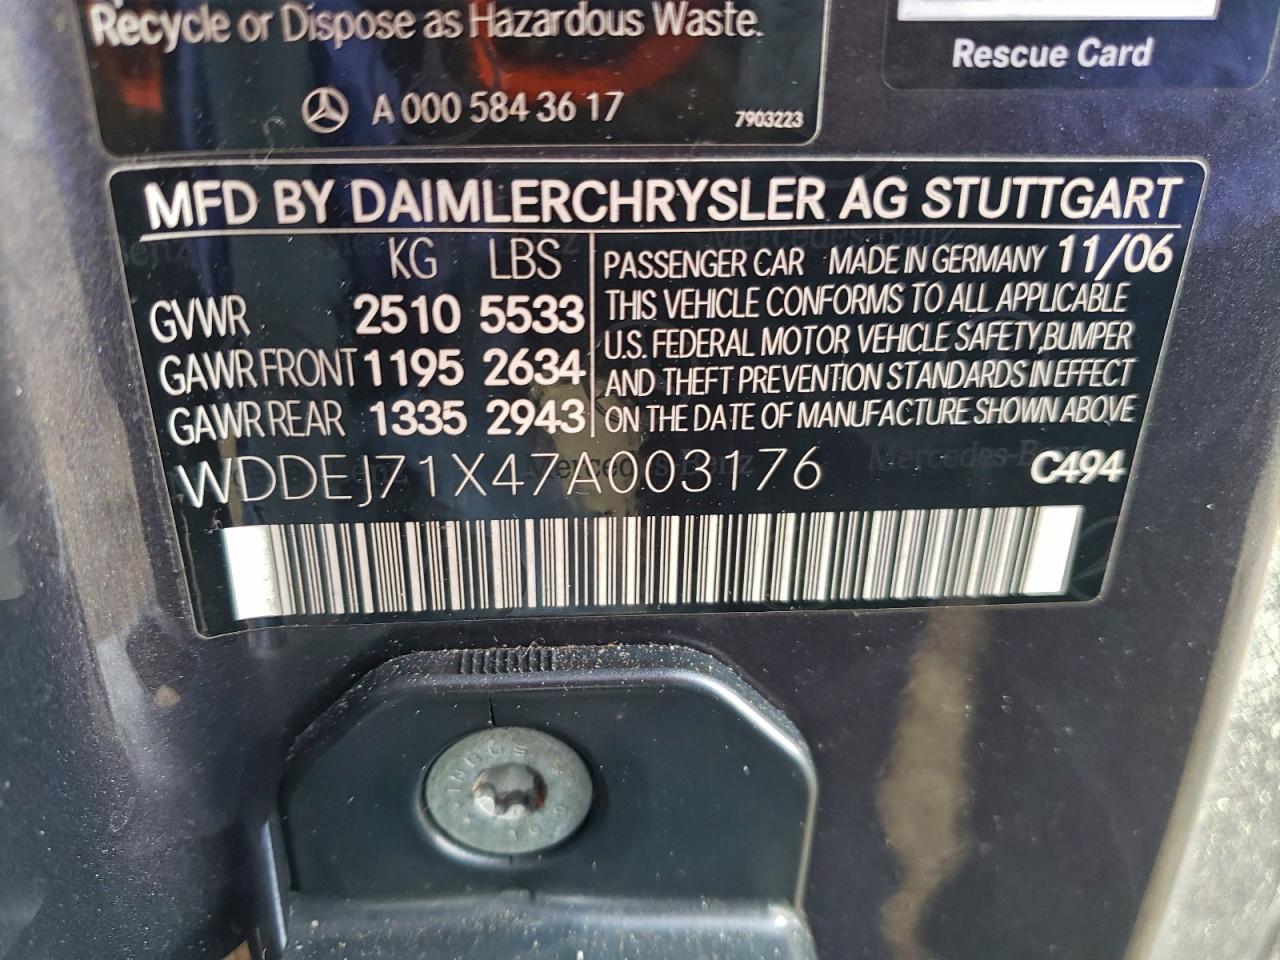 Recycle or Dispose as Hazardous Waste.
A 000 584 36 17
7903223
Rescue Card
MFD BY DAIMLERCHRYSLER AG STUTTGART
KG LBS
GVWR 2510 5533
GAWR FRONT 1195 2634
GAWR REAR 1335 2943
PASSENGER CAR MADE IN GERMANY 11/06
THIS VEHICLE CONFORMS TO ALL APPLICABLE
U.S. FEDERAL MOTOR VEHICLE SAFETY,BUMPER
AND THEFT PREVENTION STANDARDS IN EFFECT
ON THE DATE OF MANUFACTURE SHOWN ABOVE
WDDEJ71X47A003176
C494